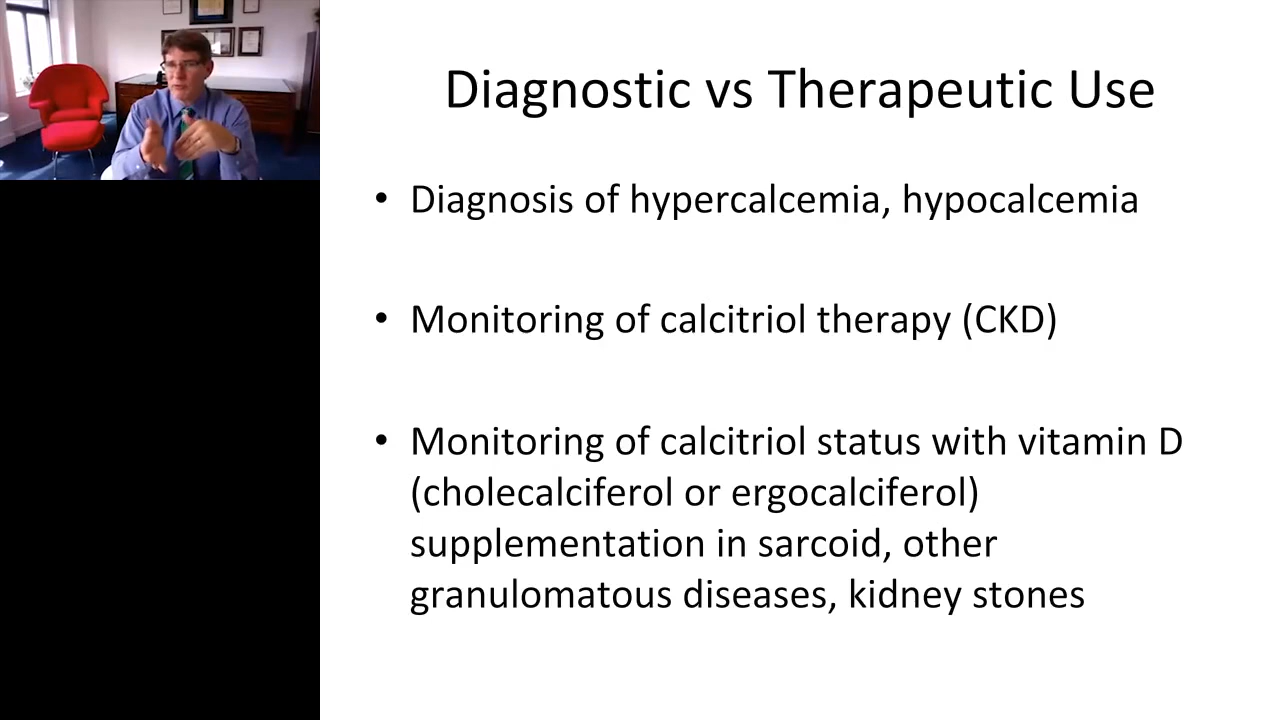 Diagnostic vs Therapeutic Use
• Diagnosis of hypercalcemia, hypocalcemia
• Monitoring of calcitriol therapy (CKD)
• Monitoring of calcitriol status with vitamin D
(cholecalciferol or ergocalciferol)
supplementation in sarcoid, other
granulomatous diseases, kidney stones